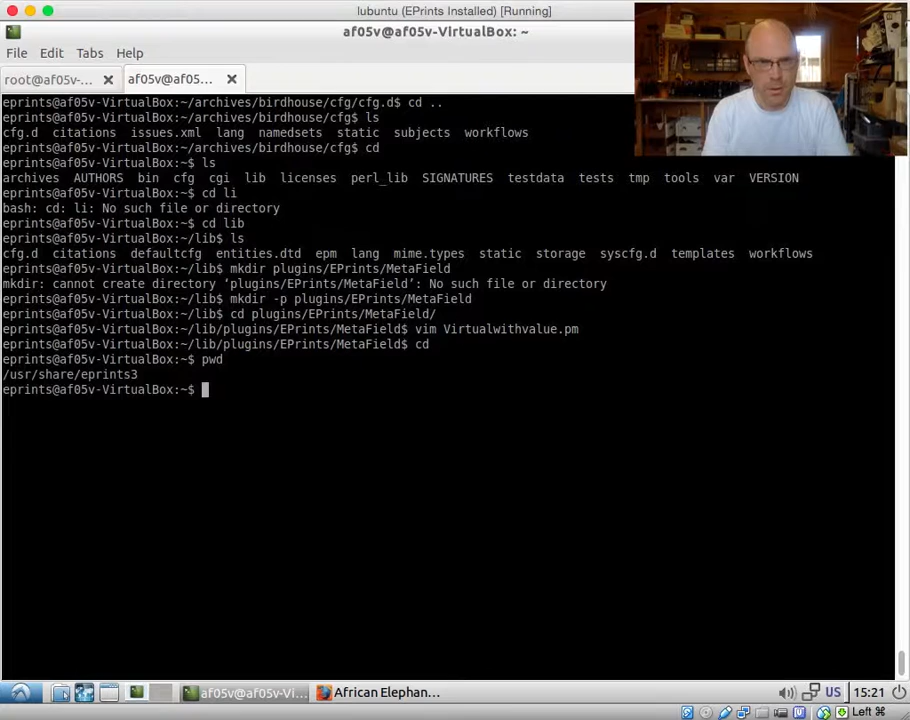 lubuntu (EPrints Installed) [Running]
af05v@af05v-VirtualBox: ~
File Edit Tabs Help
root@af05v-... af05v@af05...
eprints@af05v-VirtualBox:~/archives/birdhouse/cfg/cfg.d$ cd ..
eprints@af05v-VirtualBox:~/archives/birdhouse/cfg$ ls
cfg.d citations issues.xml lang namedsets static subjects workflows
eprints@af05v-VirtualBox:~/archives/birdhouse/cfg$ cd
eprints@af05v-VirtualBox:~$ ls
archives AUTHORS bin cfg cgi lib licenses perl_lib SIGNATURES testdata tests tmp tools var VERSION
eprints@af05v-VirtualBox:~$ cd li
bash: cd: li: No such file or directory
eprints@af05v-VirtualBox:~$ cd lib
eprints@af05v-VirtualBox:~/lib$ ls
cfg.d citations defaultcfg entities.dtd epm lang mime.types static storage syscfg.d templates workflows
eprints@af05v-VirtualBox:~/lib$ mkdir plugins/EPrints/MetaField
mkdir: cannot create directory ‘plugins/EPrints/MetaField’: No such file or directory
eprints@af05v-VirtualBox:~/lib$ mkdir -p plugins/EPrints/MetaField
eprints@af05v-VirtualBox:~/lib$ cd plugins/EPrints/MetaField/
eprints@af05v-VirtualBox:~/lib/plugins/EPrints/MetaField$ vim Virtualwithvalue.pm
eprints@af05v-VirtualBox:~/lib/plugins/EPrints/MetaField$ cd
eprints@af05v-VirtualBox:~$ pwd
/usr/share/eprints3
eprints@af05v-VirtualBox:~$
af05v@af05v-Vi... African Elephan... US 15:21
Left ⌘